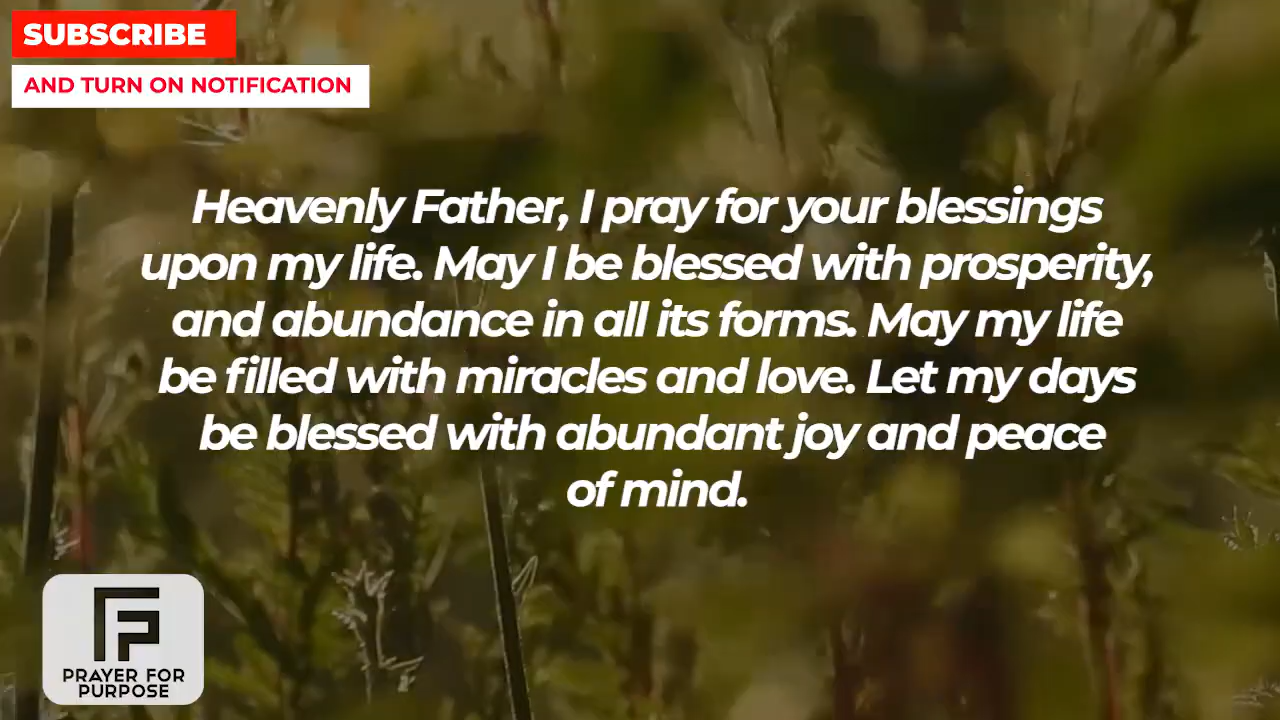 SUBSCRIBE
AND TURN ON NOTIFICATION
Heavenly Father, I pray for your blessings
upon my life. May I be blessed with prosperity,
and abundance in all its forms. May my life
be filled with miracles and love. Let my days
be blessed with abundant joy and peace
of mind.
PRAYER FOR
PURPOSE